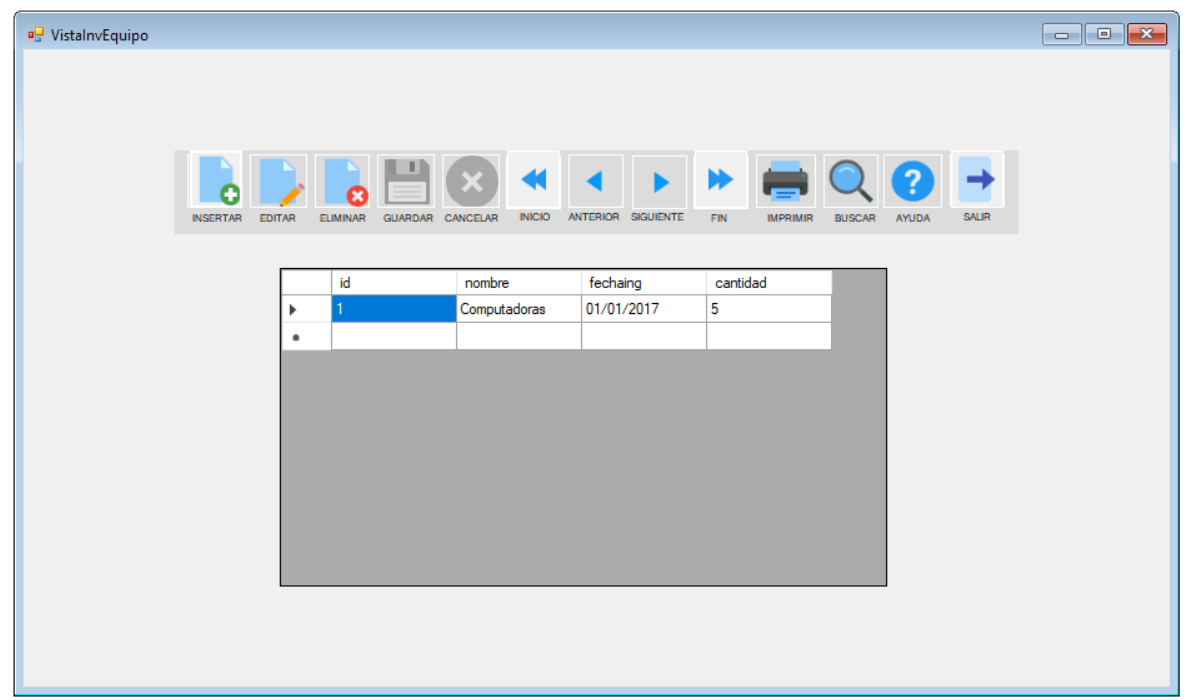 VistaInvEquipo
INSERTAR EDITAR ELIMINAR GUARDAR CANCELAR INICIO ANTERIOR SIGUIENTE FIN IMPRIMIR BUSCAR AYUDA SALIR
id nombre fechaing cantidad
1 Computadoras 01/01/2017 5